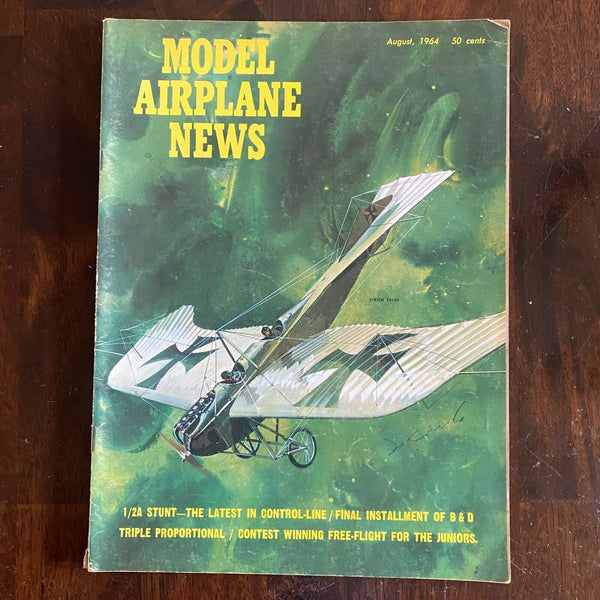 August, 1964 50 cents
MODEL
AIRPLANE
NEWS
ETRICH TAUBE
1/2A STUNT—THE LATEST IN CONTROL-LINE / FINAL INSTALLMENT OF B & D
TRIPLE PROPORTIONAL / CONTEST WINNING FREE-FLIGHT FOR THE JUNIORS.